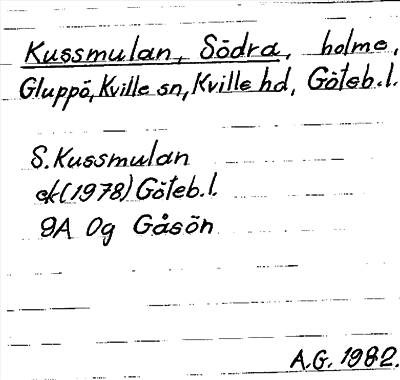 Kussmulan, Södra, holme,
Gluppö, Kville sn, Kville hd, Göteb.l.
S. Kussmulan
ek (1978) Göteb.l.
9A 0g Gåsön
A.G. 1982.